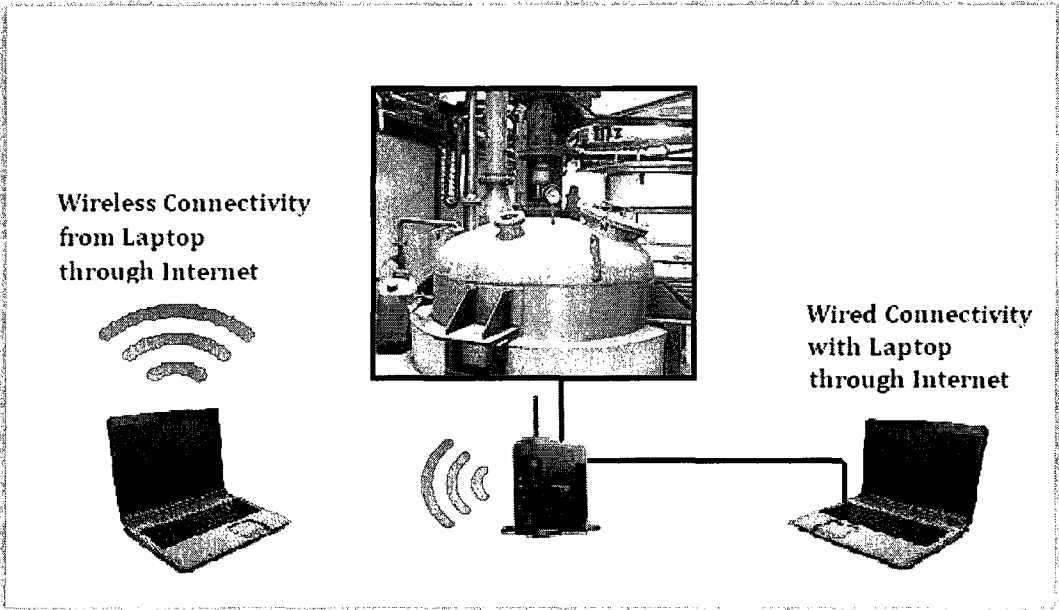 Wireless Connectivity
from Laptop
through Internet
Wired Connectivity
with Laptop
through Internet